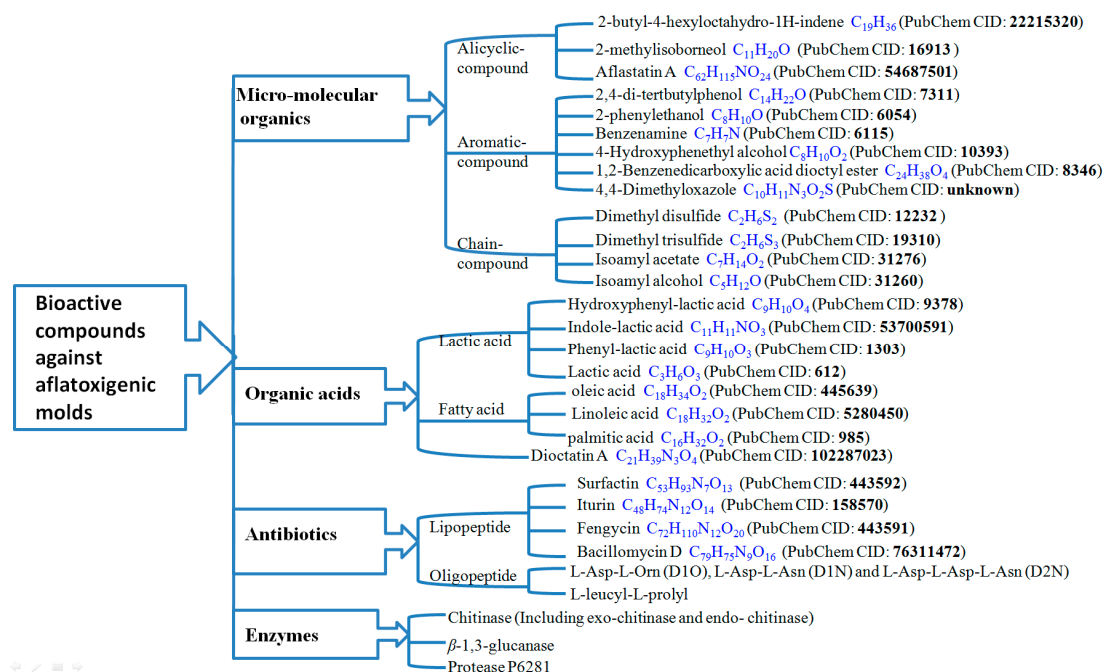 Bioactive
compounds
against
aflatoxigenic
molds
Micro-molecular
organics
Alicyclic-
compound
2-butyl-4-hexyloctahydro-1H-indene C₁₉H₃₆ (PubChem CID: 22215320)
2-methylisoborneol C₁₁H₂₀O (PubChem CID: 16913 )
Aflastatin A C₆₂H₁₁₅NO₂₄ (PubChem CID: 54687501)
Aromatic-
compound
2,4-di-tertbutylphenol C₁₄H₂₂O (PubChem CID: 7311)
2-phenylethanol C₈H₁₀O (PubChem CID: 6054)
Benzenamine C₇H₇N (PubChem CID: 6115)
4-Hydroxyphenethyl alcohol C₈H₁₀O₂ (PubChem CID: 10393)
1,2-Benzenedicarboxylic acid dioctyl ester C₂₄H₃₈O₄ (PubChem CID: 8346)
4,4-Dimethyloxazole C₁₀H₁₁N₃O₂S (PubChem CID: unknown)
Chain-
compound
Dimethyl disulfide C₂H₆S₂ (PubChem CID: 12232)
Dimethyl trisulfide C₂H₆S₃ (PubChem CID: 19310)
Isoamyl acetate C₇H₁₄O₂ (PubChem CID: 31276)
Isoamyl alcohol C₅H₁₂O (PubChem CID: 31260)
Organic acids
Lactic acid
Hydroxyphenyl-lactic acid C₉H₁₀O₄ (PubChem CID: 9378)
Indole-lactic acid C₁₁H₁₁NO₃ (PubChem CID: 53700591)
Phenyl-lactic acid C₉H₁₀O₃ (PubChem CID: 1303)
Lactic acid C₃H₆O₃ (PubChem CID: 612)
Fatty acid
oleic acid C₁₈H₃₄O₂ (PubChem CID: 445639)
Linoleic acid C₁₈H₃₂O₂ (PubChem CID: 5280450)
palmitic acid C₁₆H₃₂O₂ (PubChem CID: 985)
Dioctatin A C₂₁H₃₉N₃O₄ (PubChem CID: 102287023)
Antibiotics
Lipopeptide
Surfactin C₅₃H₉₃N₇O₁₃ (PubChem CID: 443592)
Iturin C₄₈H₇₄N₁₂O₁₄ (PubChem CID: 158570)
Fengycin C₇₂H₁₁₀N₁₂O₂₀ (PubChem CID: 443591)
Bacillomycin D C₇₉H₇₅N₉O₁₆ (PubChem CID: 76311472)
Oligopeptide
L-Asp-L-Orn (D1O), L-Asp-L-Asn (D1N) and L-Asp-L-Asp-L-Asn (D2N)
L-leucyl-L-prolyl
Enzymes
Chitinase (Including exo-chitinase and endo- chitinase)
β-1,3-glucanase
Protease P6281